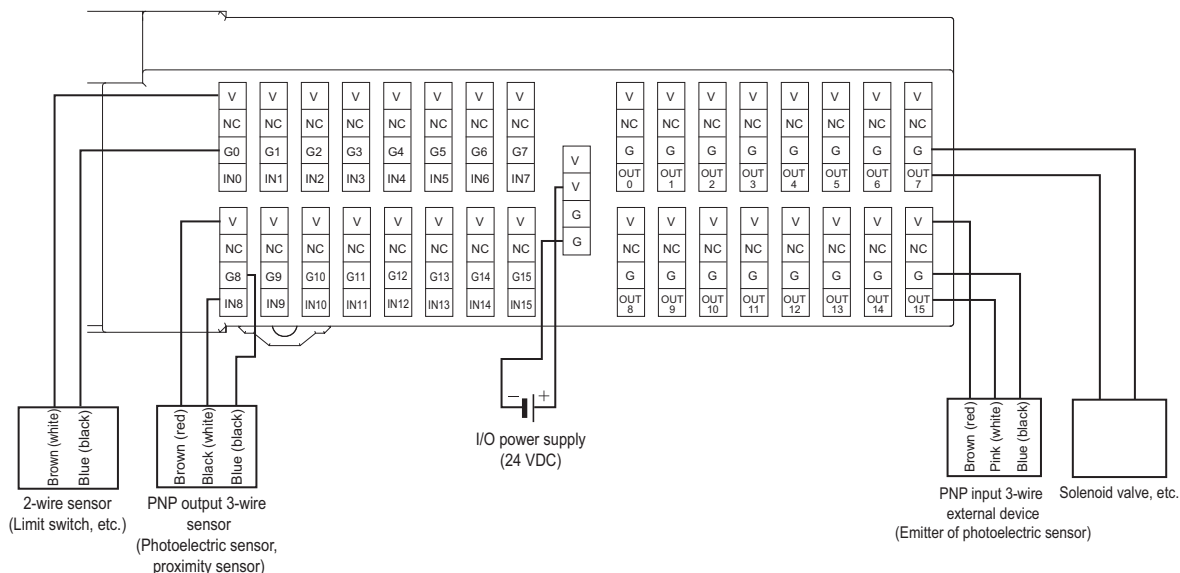 V V V V V V V V
NC NC NC NC NC NC NC NC
G0 G1 G2 G3 G4 G5 G6 G7
IN0 IN1 IN2 IN3 IN4 IN5 IN6 IN7
V V V V V V V V
NC NC NC NC NC NC NC NC
G8 G9 G10 G11 G12 G13 G14 G15
IN8 IN9 IN10 IN11 IN12 IN13 IN14 IN15
V
V
G
G
V V V V V V V V
NC NC NC NC NC NC NC NC
G G G G G G G G
OUT OUT OUT OUT OUT OUT OUT OUT
0 1 2 3 4 5 6 7
V V V V V V V V
NC NC NC NC NC NC NC NC
G G G G G G G G
OUT OUT OUT OUT OUT OUT OUT OUT
8 9 10 11 12 13 14 15
Brown (white)
Blue (black)
2-wire sensor
(Limit switch, etc.)
Brown (red)
Black (white)
Blue (black)
PNP output 3-wire
sensor
(Photoelectric sensor,
proximity sensor)
− +
I/O power supply
(24 VDC)
Brown (red)
Pink (white)
Blue (black)
PNP input 3-wire
external device
(Emitter of photoelectric sensor)
Solenoid valve, etc.